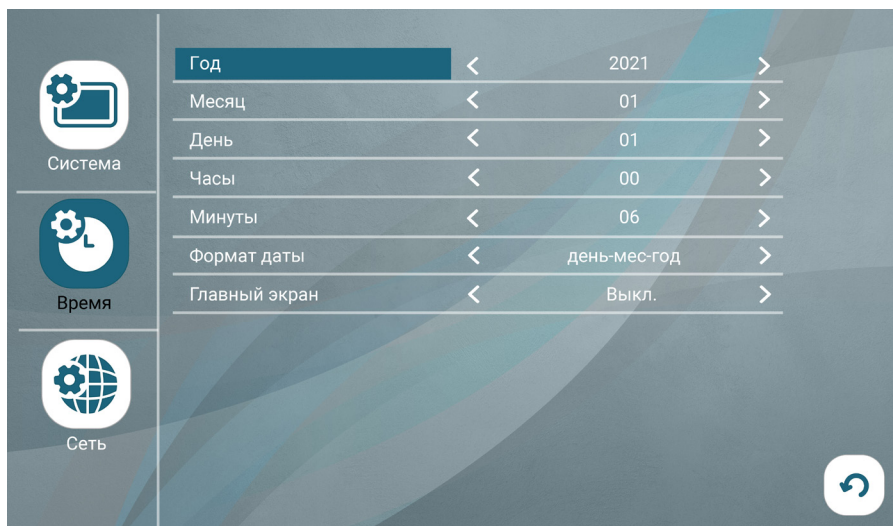 Система
Время
Сеть
Год 2021
Месяц 01
День 01
Часы 00
Минуты 06
Формат даты день-мес-год
Главный экран Выкл.